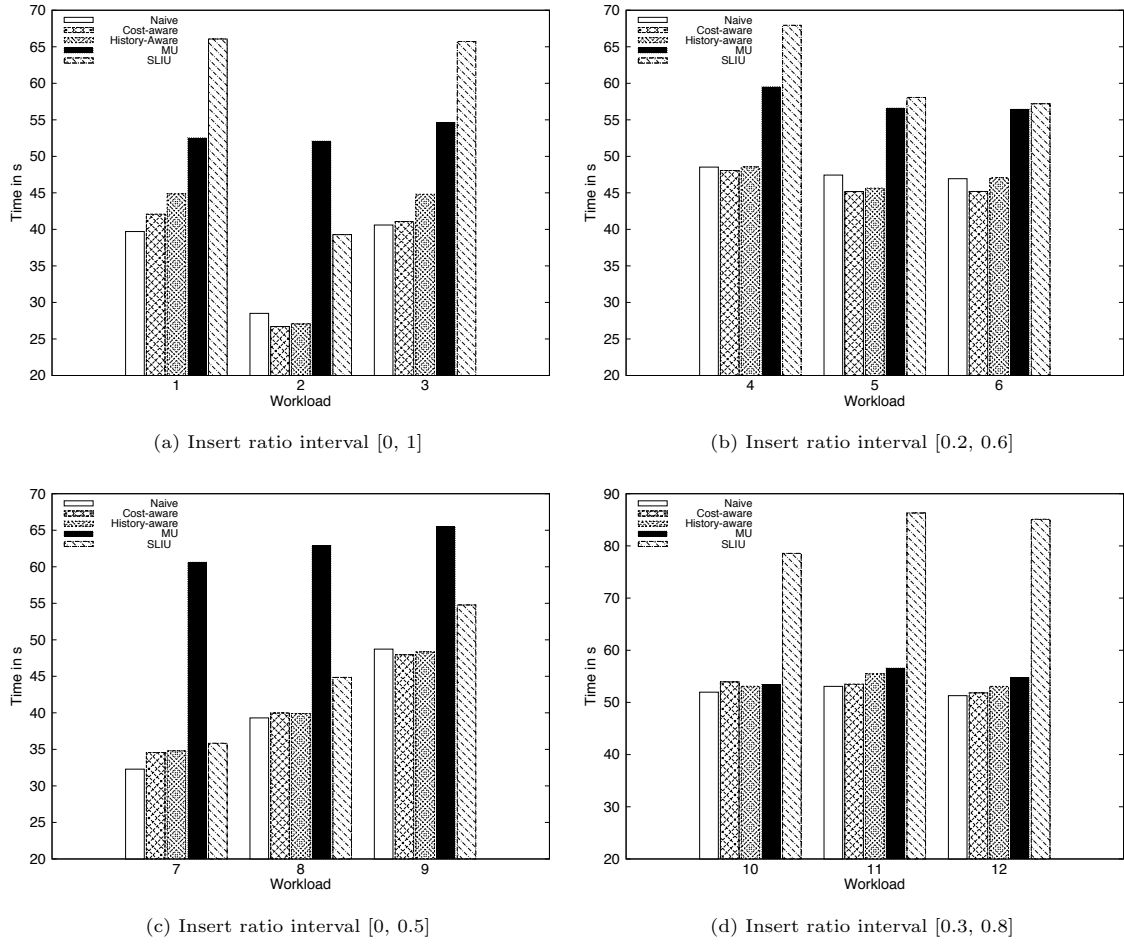 70
65
60
55
50
45
40
35
30
25
20
Time in s
Naive
Cost-aware
History-Aware
MU
SLIU
1 2 3
Workload
(a) Insert ratio interval [0, 1]
70
65
60
55
50
45
40
35
30
25
20
Time in s
Naive
Cost-aware
History-Aware
MU
SLIU
4 5 6
Workload
(b) Insert ratio interval [0.2, 0.6]
70
65
60
55
50
45
40
35
30
25
20
Time in s
Naive
Cost-aware
History-aware
MU
SLIU
7 8 9
Workload
(c) Insert ratio interval [0, 0.5]
90
80
70
60
50
40
30
20
Time in s
Naive
Cost-aware
History-aware
MU
SLIU
10 11 12
Workload
(d) Insert ratio interval [0.3, 0.8]